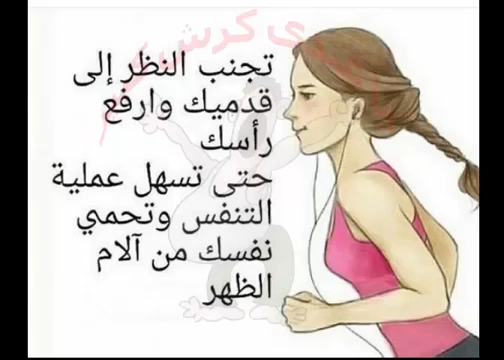 تجنب النظر إلى
قدميك وارفع
رأسك
حتى تسهل عملية
التنفس وتحمي
نفسك من آلام
الظهر